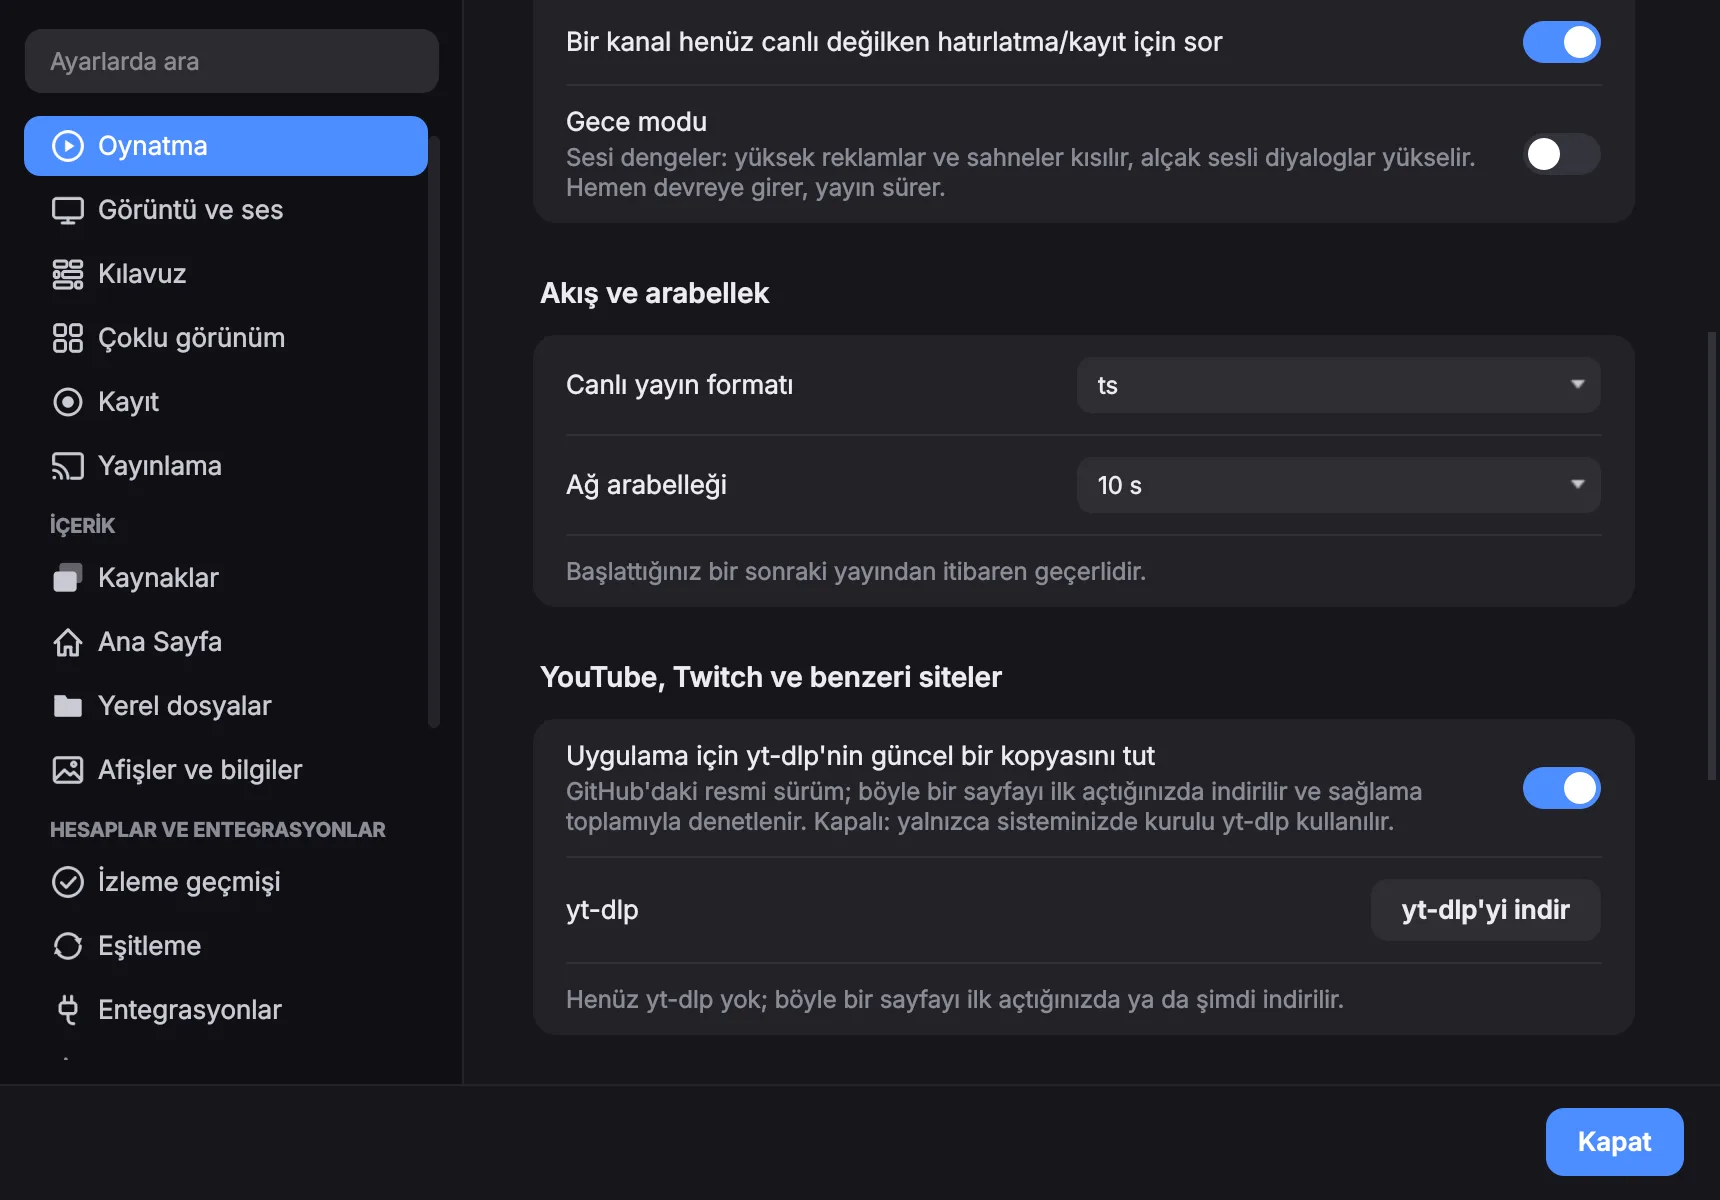 Ayarlarda ara
Oynatma
Görüntü ve ses
Kılavuz
Çoklu görünüm
Kayıt
Yayınlama
İÇERİK
Kaynaklar
Ana Sayfa
Yerel dosyalar
Afişler ve bilgiler
HESAPLAR VE ENTEGRASYONLAR
İzleme geçmişi
Eşitleme
Entegrasyonlar
Bir kanal henüz canlı değilken hatırlatma/kayıt için sor
Gece modu
Sesi dengeler: yüksek reklamlar ve sahneler kısılır, alçak sesli diyaloglar yükselir.
Hemen devreye girer, yayın sürer.
Akış ve arabellek
Canlı yayın formatı
ts
Ağ arabelleği
10 s
Başlattığınız bir sonraki yayından itibaren geçerlidir.
YouTube, Twitch ve benzeri siteler
Uygulama için yt-dlp'nin güncel bir kopyasını tut
GitHub'daki resmi sürüm; böyle bir sayfayı ilk açtığınızda indirilir ve sağlama
toplamıyla denetlenir. Kapalı: yalnızca sisteminizde kurulu yt-dlp kullanılır.
yt-dlp
yt-dlp'yi indir
Henüz yt-dlp yok; böyle bir sayfayı ilk açtığınızda ya da şimdi indirilir.
Kapat